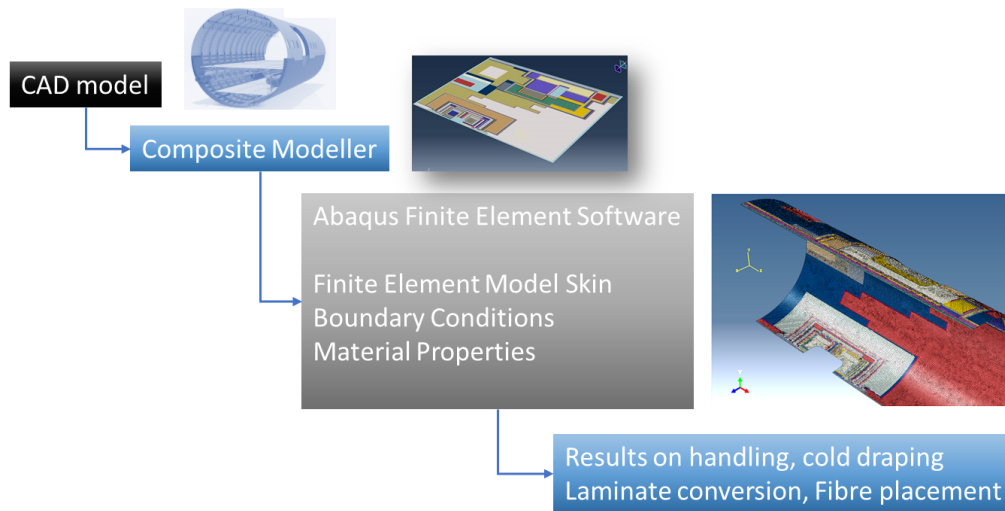 CAD model
Composite Modeller
Abaqus Finite Element Software
Finite Element Model Skin
Boundary Conditions
Material Properties
Results on handling, cold draping
Laminate conversion, Fibre placement